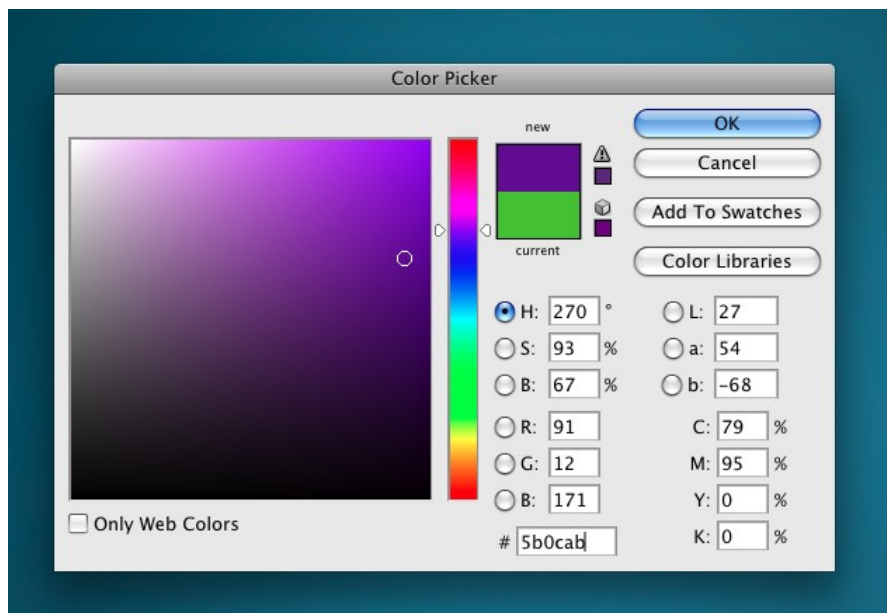 Color Picker
new
current
OK
Cancel
Add To Swatches
Color Libraries
H: 270 °
S: 93 %
B: 67 %
R: 91
G: 12
B: 171
# 5b0cab
L: 27
a: 54
b: -68
C: 79 %
M: 95 %
Y: 0 %
K: 0 %
Only Web Colors